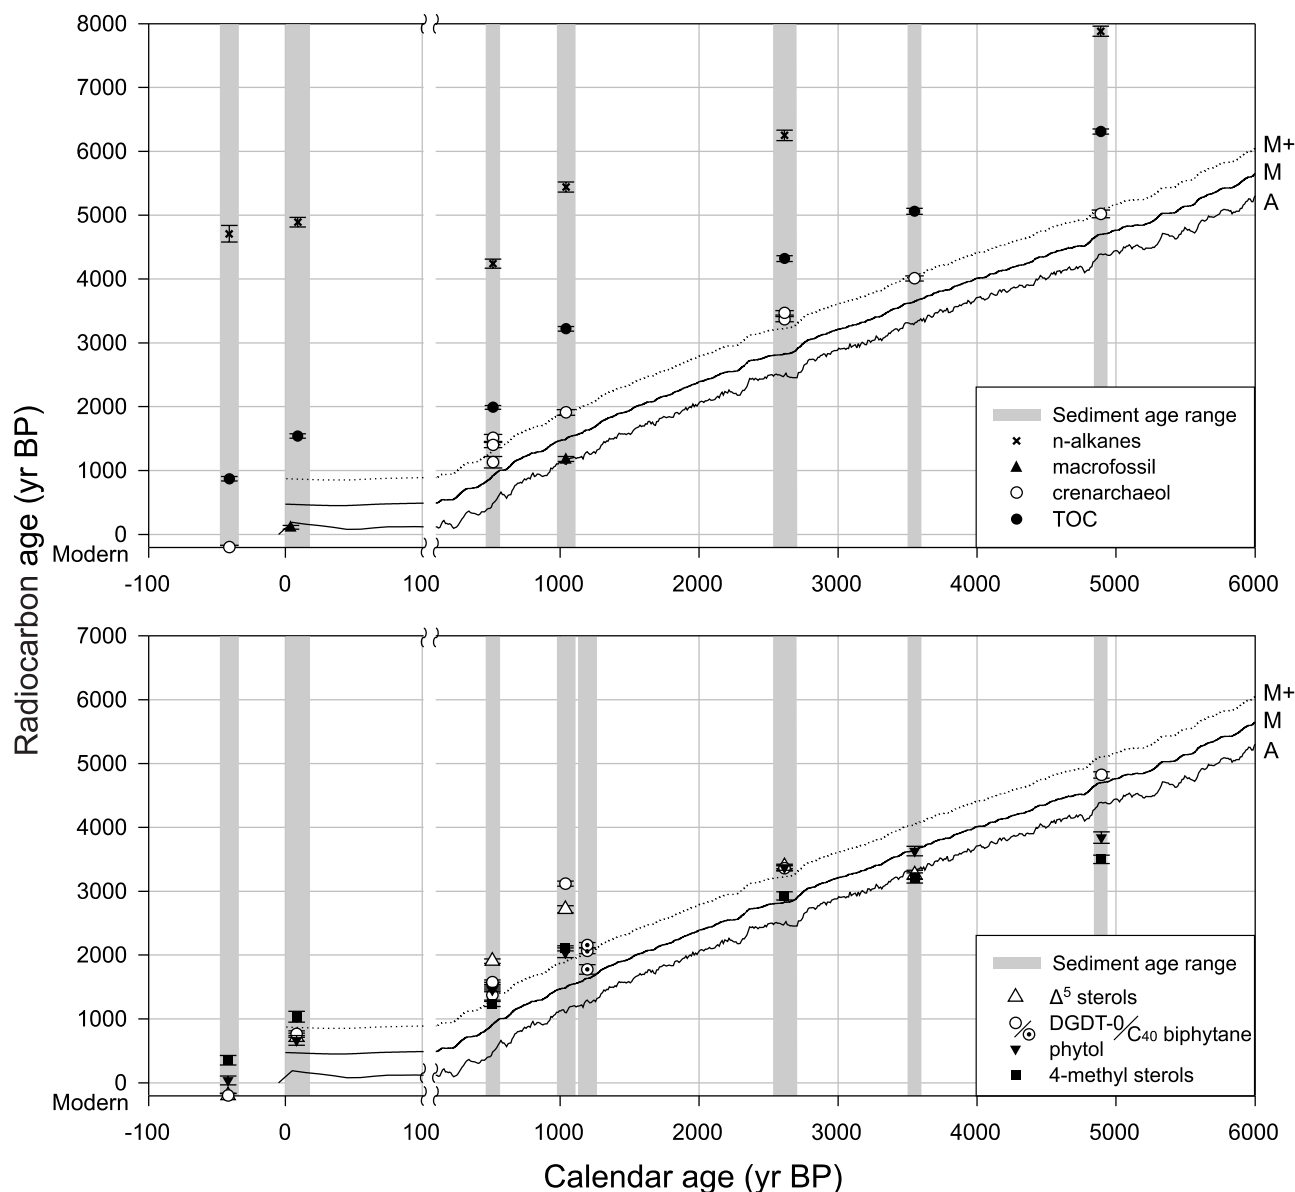 8000
7000
6000
5000
4000
3000
2000
1000
0
Modern
M+
M
A
Sediment age range
n-alkanes
macrofossil
crenarchaeol
TOC
-100 0 100 1000 2000 3000 4000 5000 6000
Radiocarbon age (yr BP)
7000
6000
5000
4000
3000
2000
1000
0
Modern
M+
M
A
Sediment age range
Δ⁵ sterols
DGDT-0/C₄₀ biphytane
phytol
4-methyl sterols
-100 0 100 1000 2000 3000 4000 5000 6000
Calendar age (yr BP)